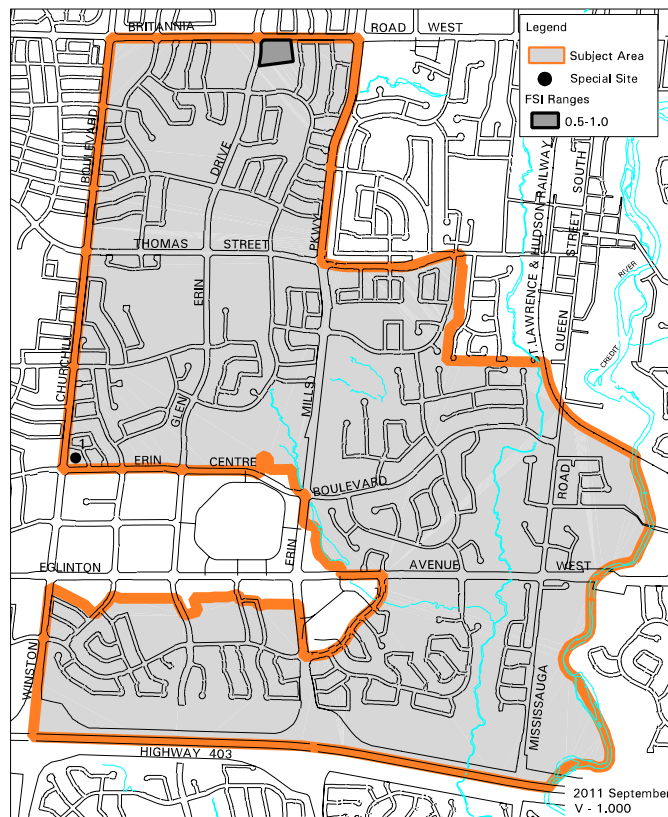 BRITANNIA
ROAD WEST
Legend
Subject Area
Special Site
FSI Ranges
0.5-1.0
BOULEVARD
DRIVE
ST.LAWRENCE & HUDSON RAILWAY
STREET SOUTH
THOMAS STREET
PKWY
ERIN
RIVER
CREDIT
QUEEN
CHURCHILL
GLEN
MILLS
1
ERIN CENTRE
BOULEVARD
ROAD
ERIN
EGLINTON
AVENUE WEST
WINSTON
MISSISSAUGA
HIGHWAY 403
2011 September
V - 1.000